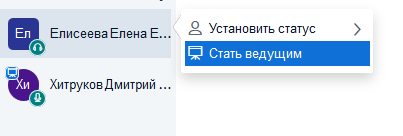 Ел
Елисеева Елена Е...
Установить статус
Стать ведущим
Хи
Хитруков Дмитрий ...